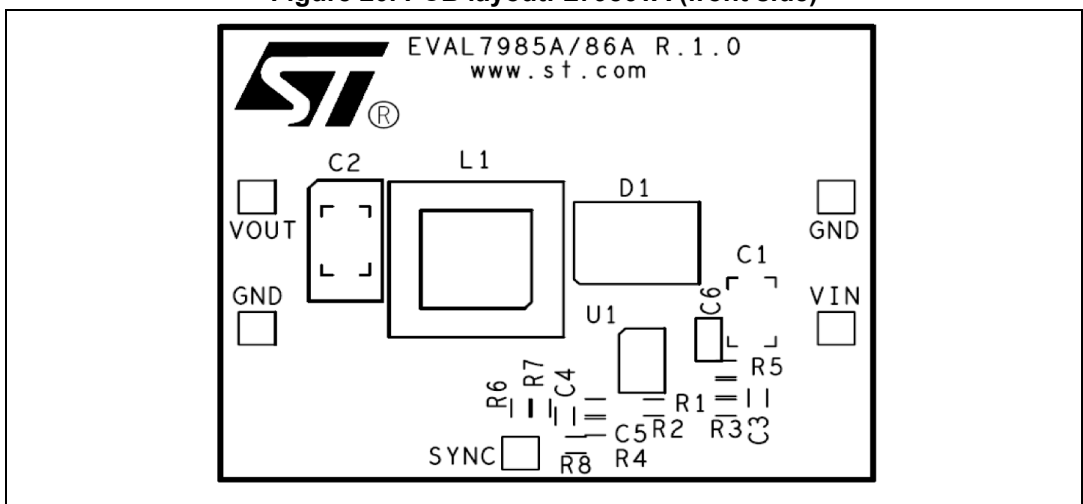 EVAL7985A/86A R.1.0
www.st.com
ST®
C2
L1
D1
VOUT
GND
C1
GND
VIN
C6
U1
R5
R6
R7
C4
R1
R2
R3
C3
C5
R4
R8
SYNC